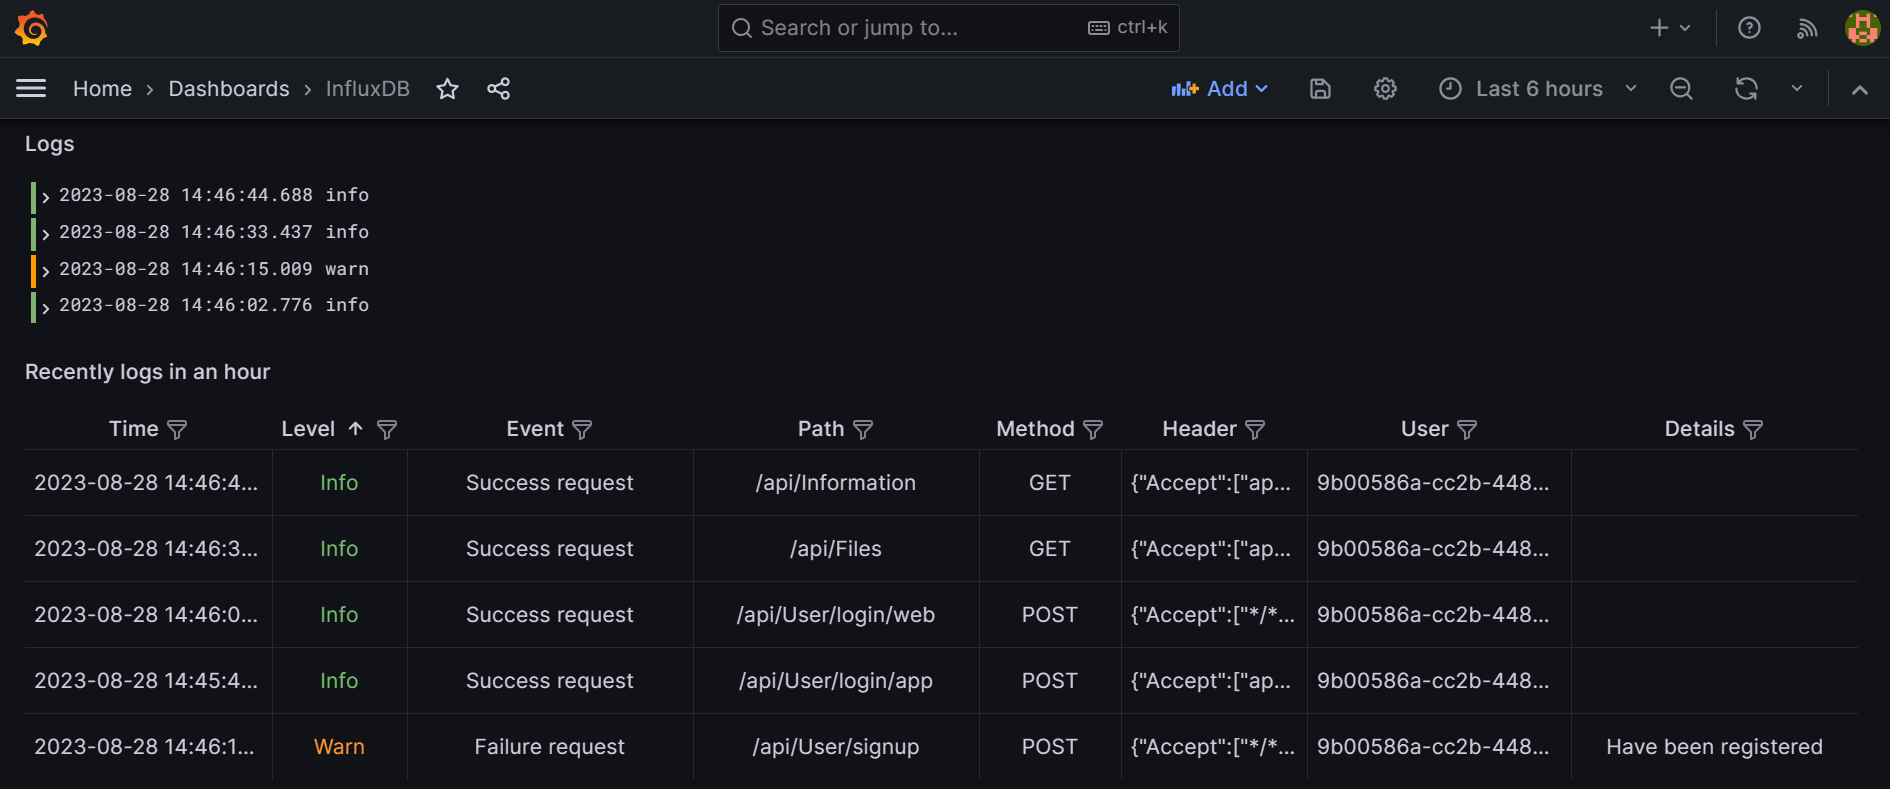 Search or jump to... ctrl+k
Home › Dashboards › InfluxDB Add Last 6 hours
Logs
2023-08-28 14:46:44.688 info
2023-08-28 14:46:33.437 info
2023-08-28 14:46:15.009 warn
2023-08-28 14:46:02.776 info
Recently logs in an hour
Time Level Event Path Method Header User Details
2023-08-28 14:46:4... Info Success request /api/Information GET {"Accept":["ap... 9b00586a-cc2b-448...
2023-08-28 14:46:3... Info Success request /api/Files GET {"Accept":["ap... 9b00586a-cc2b-448...
2023-08-28 14:46:0... Info Success request /api/User/login/web POST {"Accept":["*/*... 9b00586a-cc2b-448...
2023-08-28 14:45:4... Info Success request /api/User/login/app POST {"Accept":["ap... 9b00586a-cc2b-448...
2023-08-28 14:46:1... Warn Failure request /api/User/signup POST {"Accept":["*/*... 9b00586a-cc2b-448... Have been registered